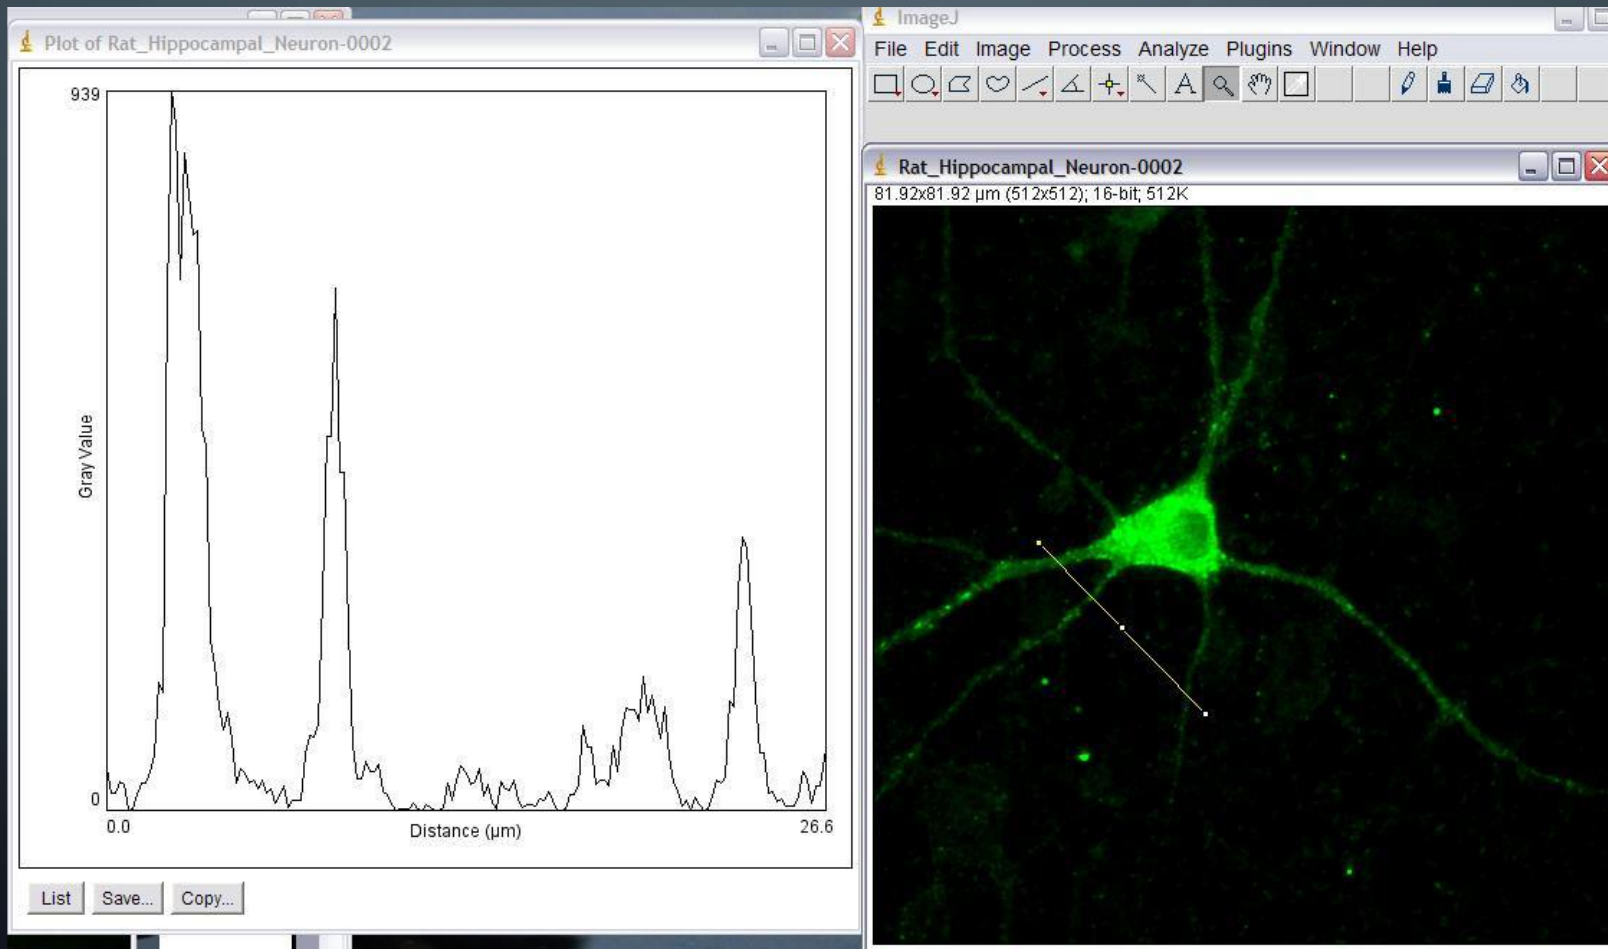 Plot of Rat_Hippocampal_Neuron-0002
939
Gray Value
0
0.0
Distance (µm)
26.6
List Save... Copy...
ImageJ
File Edit Image Process Analyze Plugins Window Help
A
Rat_Hippocampal_Neuron-0002
81.92x81.92 µm (512x512); 16-bit; 512K